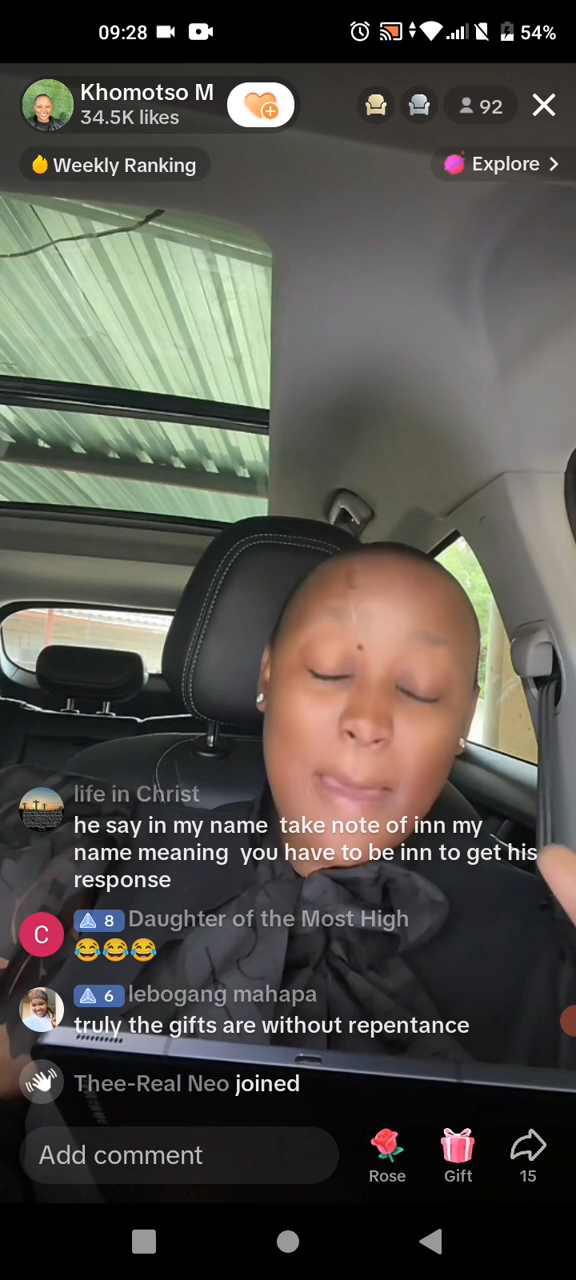 09:28
54%
Khomotso M
34.5K likes
92
Weekly Ranking
Explore >
life in Christ
he say in my name take note of inn my
name meaning you have to be inn to get his
response
C
8 Daughter of the Most High
😂😂😂
6 lebogang mahapa
truly the gifts are without repentance
Thee-Real Neo joined
Add comment
Rose
Gift
15